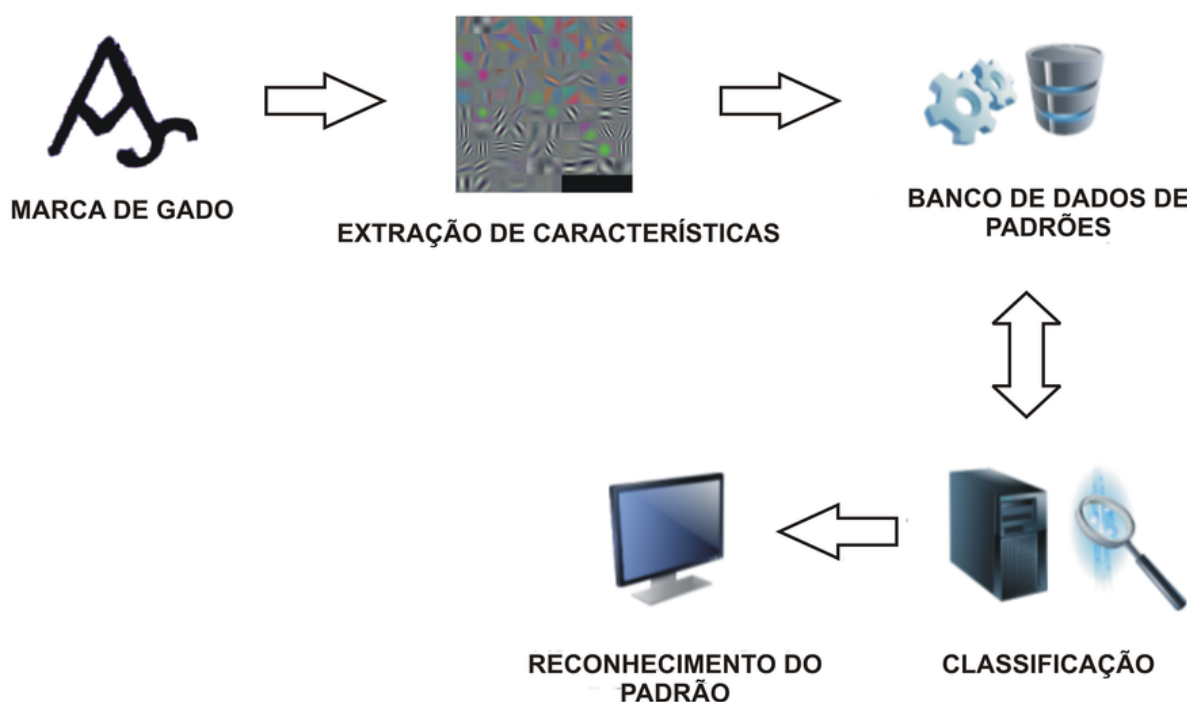 MARCA DE GADO
EXTRAÇÃO DE CARACTERÍSTICAS
BANCO DE DADOS DE
PADRÕES
CLASSIFICAÇÃO
RECONHECIMENTO DO
PADRÃO